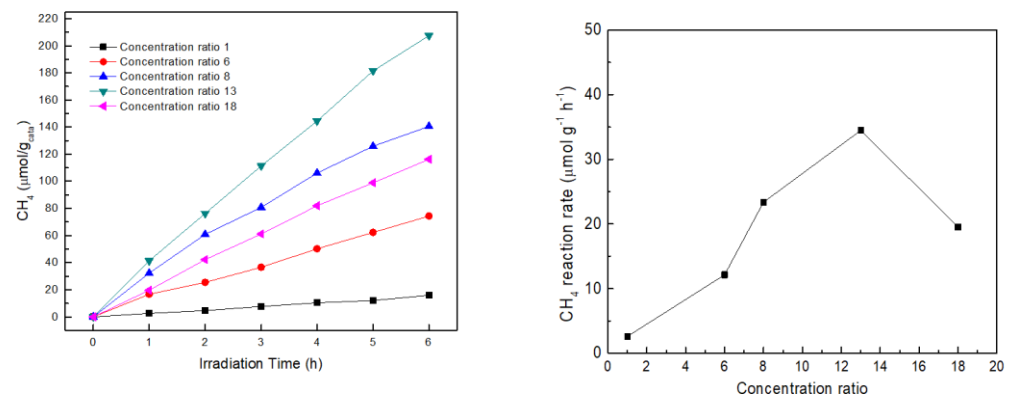 220
200
180
160
140
120
100
80
60
40
20
0
CH₄ (μmol/g_cata)
Concentration ratio 1
Concentration ratio 6
Concentration ratio 8
Concentration ratio 13
Concentration ratio 18
0 1 2 3 4 5 6
Irradiation Time (h)
50
40
30
20
10
0
CH₄ reaction rate (μmol g⁻¹ h⁻¹)
0 2 4 6 8 10 12 14 16 18 20
Concentration ratio